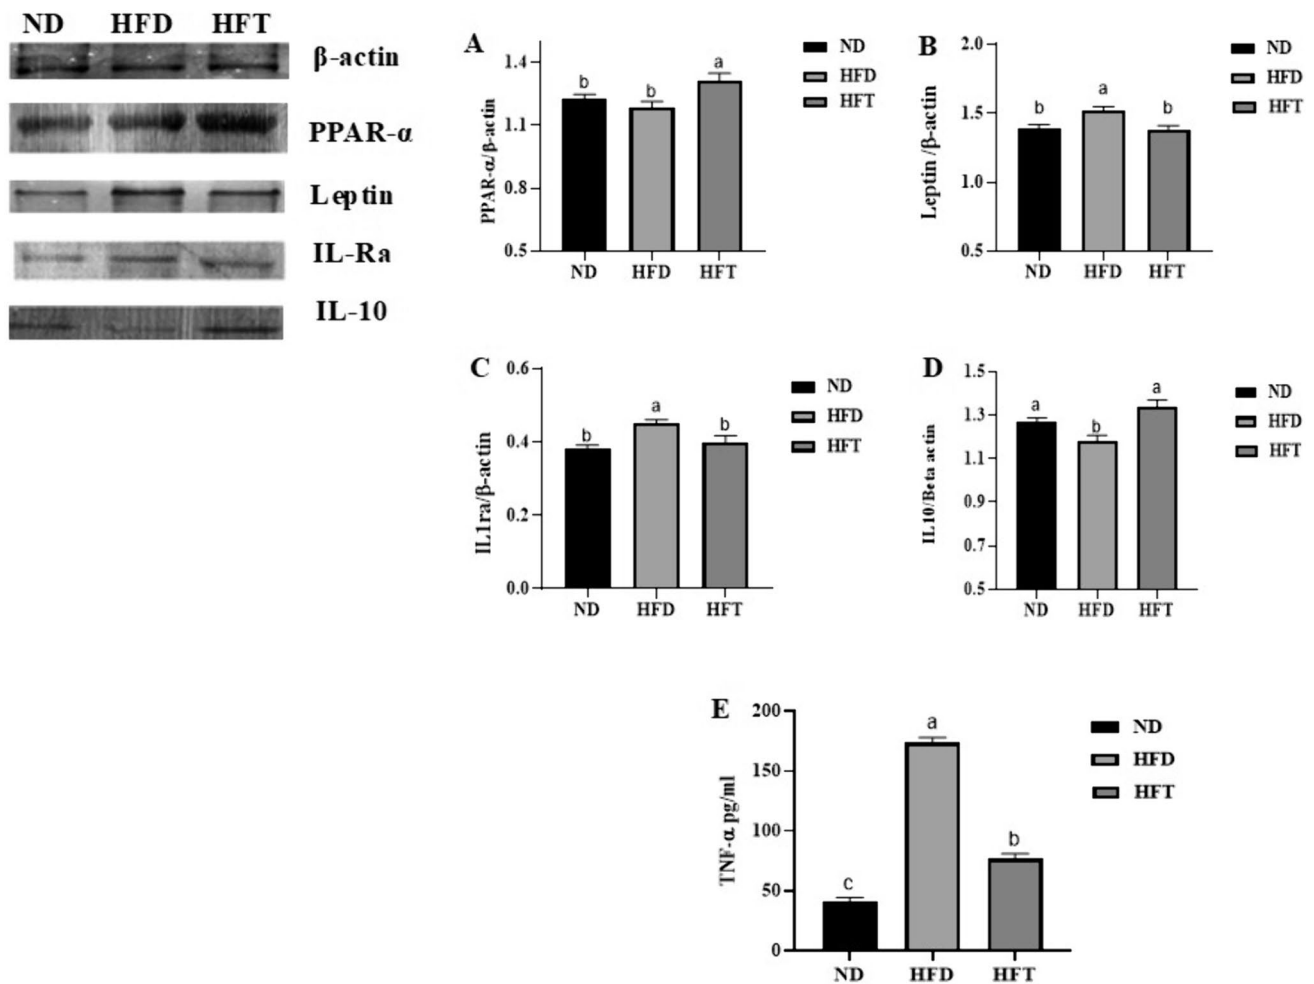 ND HFD HFT
β-actin
PPAR-α
Leptin
IL-Ra
IL-10
A
PPAR-α/β-actin
1.4
1.1
0.8
0.5
b b a
ND HFD HFT
ND
HFD
HFT
B
Leptin /β-actin
2.0
1.5
1.0
0.5
b a b
ND HFD HFT
ND
HFD
HFT
C
IL1ra/β-actin
0.6
0.4
0.2
0.0
b a b
ND HFD HFT
ND
HFD
HFT
D
IL10/Beta actin
1.5
1.3
1.1
0.9
0.7
0.5
a b a
ND HFD HFT
ND
HFD
HFT
E
TNF-α pg/ml
200
150
100
50
0
c a b
ND HFD HFT
ND
HFD
HFT